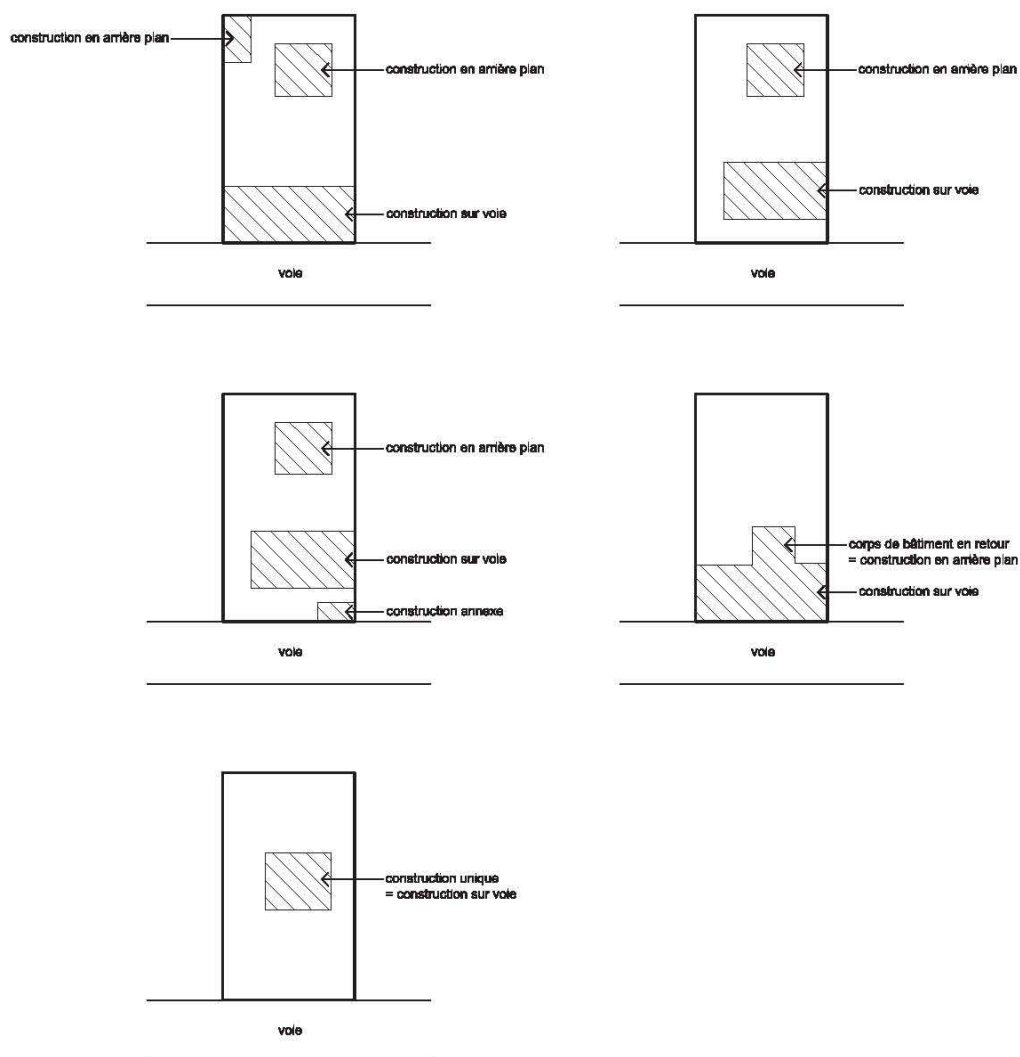 construction en arrière plan
construction en arrière plan
construction sur voie
voie
construction en arrière plan
construction sur voie
voie
construction en arrière plan
construction sur voie
construction annexe
voie
corps de bâtiment en retour
= construction en arrière plan
construction sur voie
voie
construction unique
= construction sur voie
voie